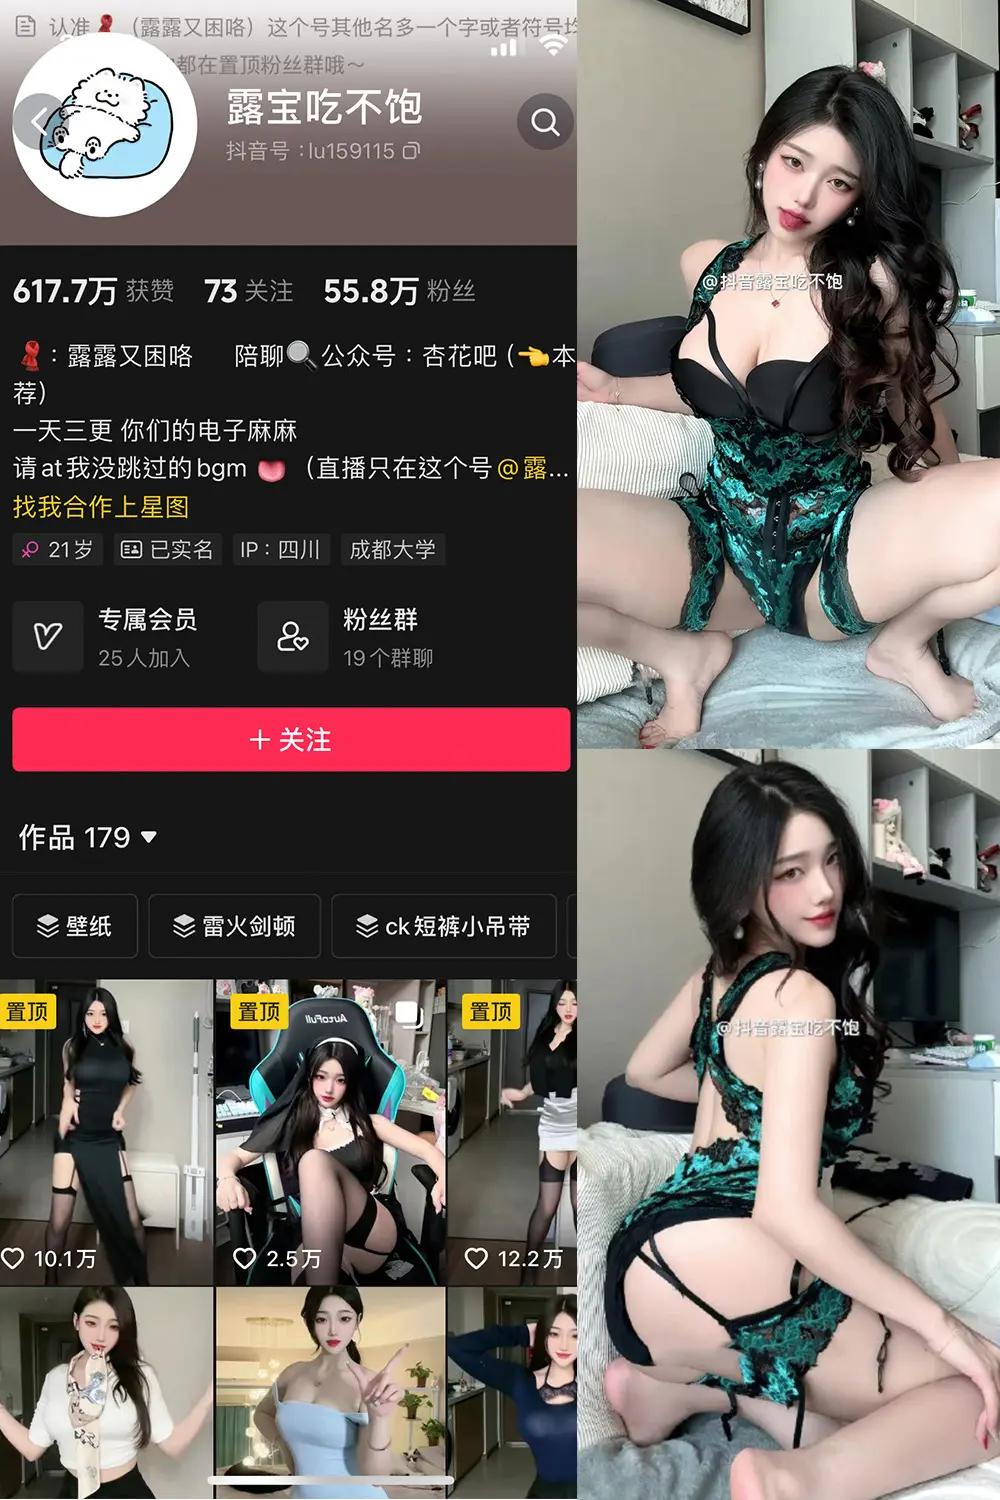 认准 （露露又困咯）这个号其他名多一个字或者符号均
都在置顶粉丝群哦～
露宝吃不饱
抖音号：lu159115
617.7万 获赞 73 关注 55.8万 粉丝
：露露又困咯 陪聊 公众号：杏花吧（ 本
荐）
一天三更 你们的电子麻麻
请at我没跳过的bgm （直播只在这个号@露...
找我合作上星图
21岁 已实名 IP：四川 成都大学
专属会员
25人加入
粉丝群
19个群聊
+ 关注
作品 179
壁纸 雷火剑顿 ck短裤小吊带
置顶 置顶 置顶
AutoFull
10.1万 2.5万 12.2万
@抖音露宝吃不饱
@抖音露宝吃不饱